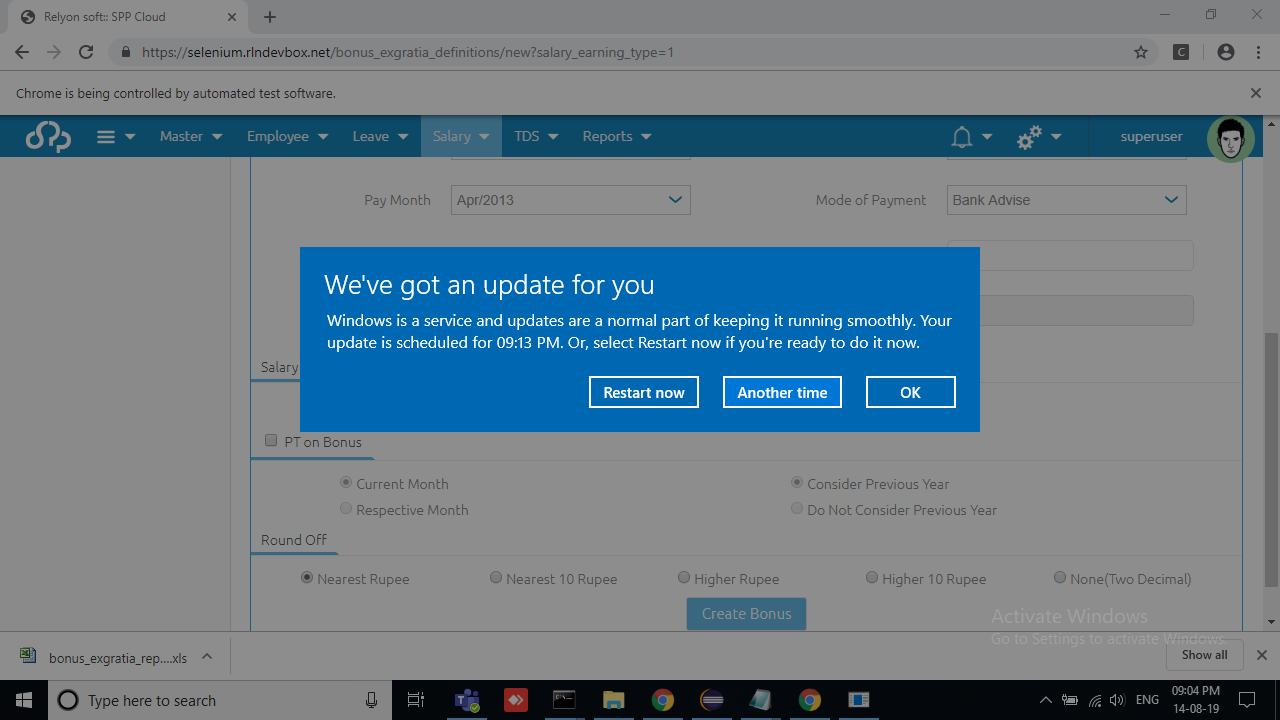 Relyon soft:: SPP Cloud
https://selenium.rlndevbox.net/bonus_exgratia_definitions/new?salary_earning_type=1
C
Chrome is being controlled by automated test software.
Master Employee Leave Salary TDS Reports superuser
Pay Month Apr/2013 Mode of Payment Bank Advise
We've got an update for you
Windows is a service and updates are a normal part of keeping it running smoothly. Your
update is scheduled for 09:13 PM. Or, select Restart now if you're ready to do it now.
Restart now Another time OK
Salary
PT on Bonus
Current Month Consider Previous Year
Respective Month Do Not Consider Previous Year
Round Off
Nearest Rupee Nearest 10 Rupee Higher Rupee Higher 10 Rupee None(Two Decimal)
Create Bonus
Activate Windows
Go to Settings to activate Windows.
bonus_exgratia_rep....xls Show all
Type here to search ENG 09:04 PM
14-08-19